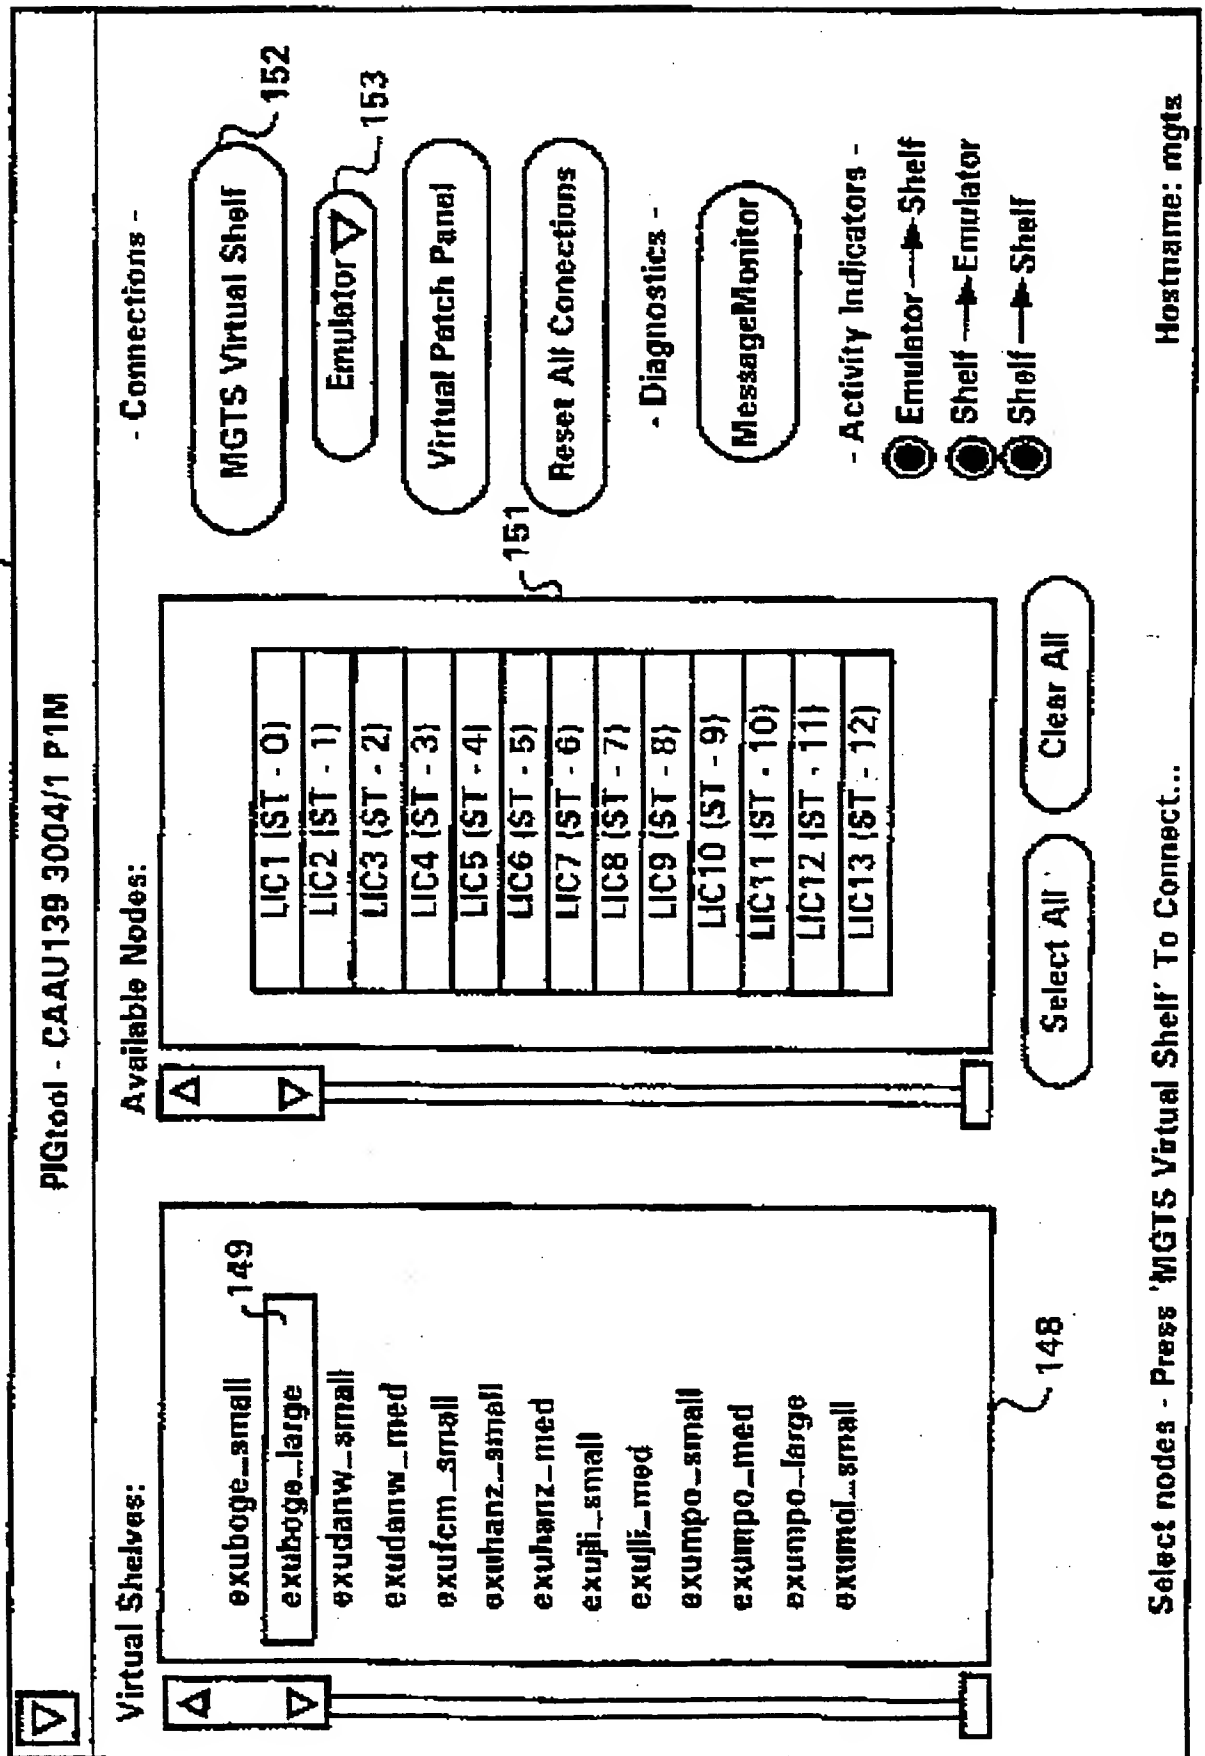 PIGtool - CAAU139 3004/1 P1M
Virtual Shelves:
exuboge_small
exuboge_large
149
exudanw_small
exudanw_med
exufcm_small
exuhanz_small
exuhanz_med
exujli_small
exujli_med
exumpo_small
exumpo_med
exumpo_large
exumol_small
148
Available Nodes:
LIC1 (ST - 0)
LIC2 (ST - 1)
LIC3 (ST - 2)
LIC4 (ST - 3)
LIC5 (ST - 4)
LIC6 (ST - 5)
LIC7 (ST - 6)
LIC8 (ST - 7)
LIC9 (ST - 8)
LIC10 (ST - 9)
LIC11 (ST - 10)
LIC12 (ST - 11)
LIC13 (ST - 12)
151
Select All
Clear All
- Connections -
MGTS Virtual Shelf
152
Emulator
153
Virtual Patch Panel
Reset All Conections
- Diagnostics -
MessageMonitor
- Activity Indicators -
Emulator Shelf
Shelf Emulator
Shelf Shelf
Select nodes - Press 'MGTS Virtual Shelf' To Connect...
Hostname: mgts